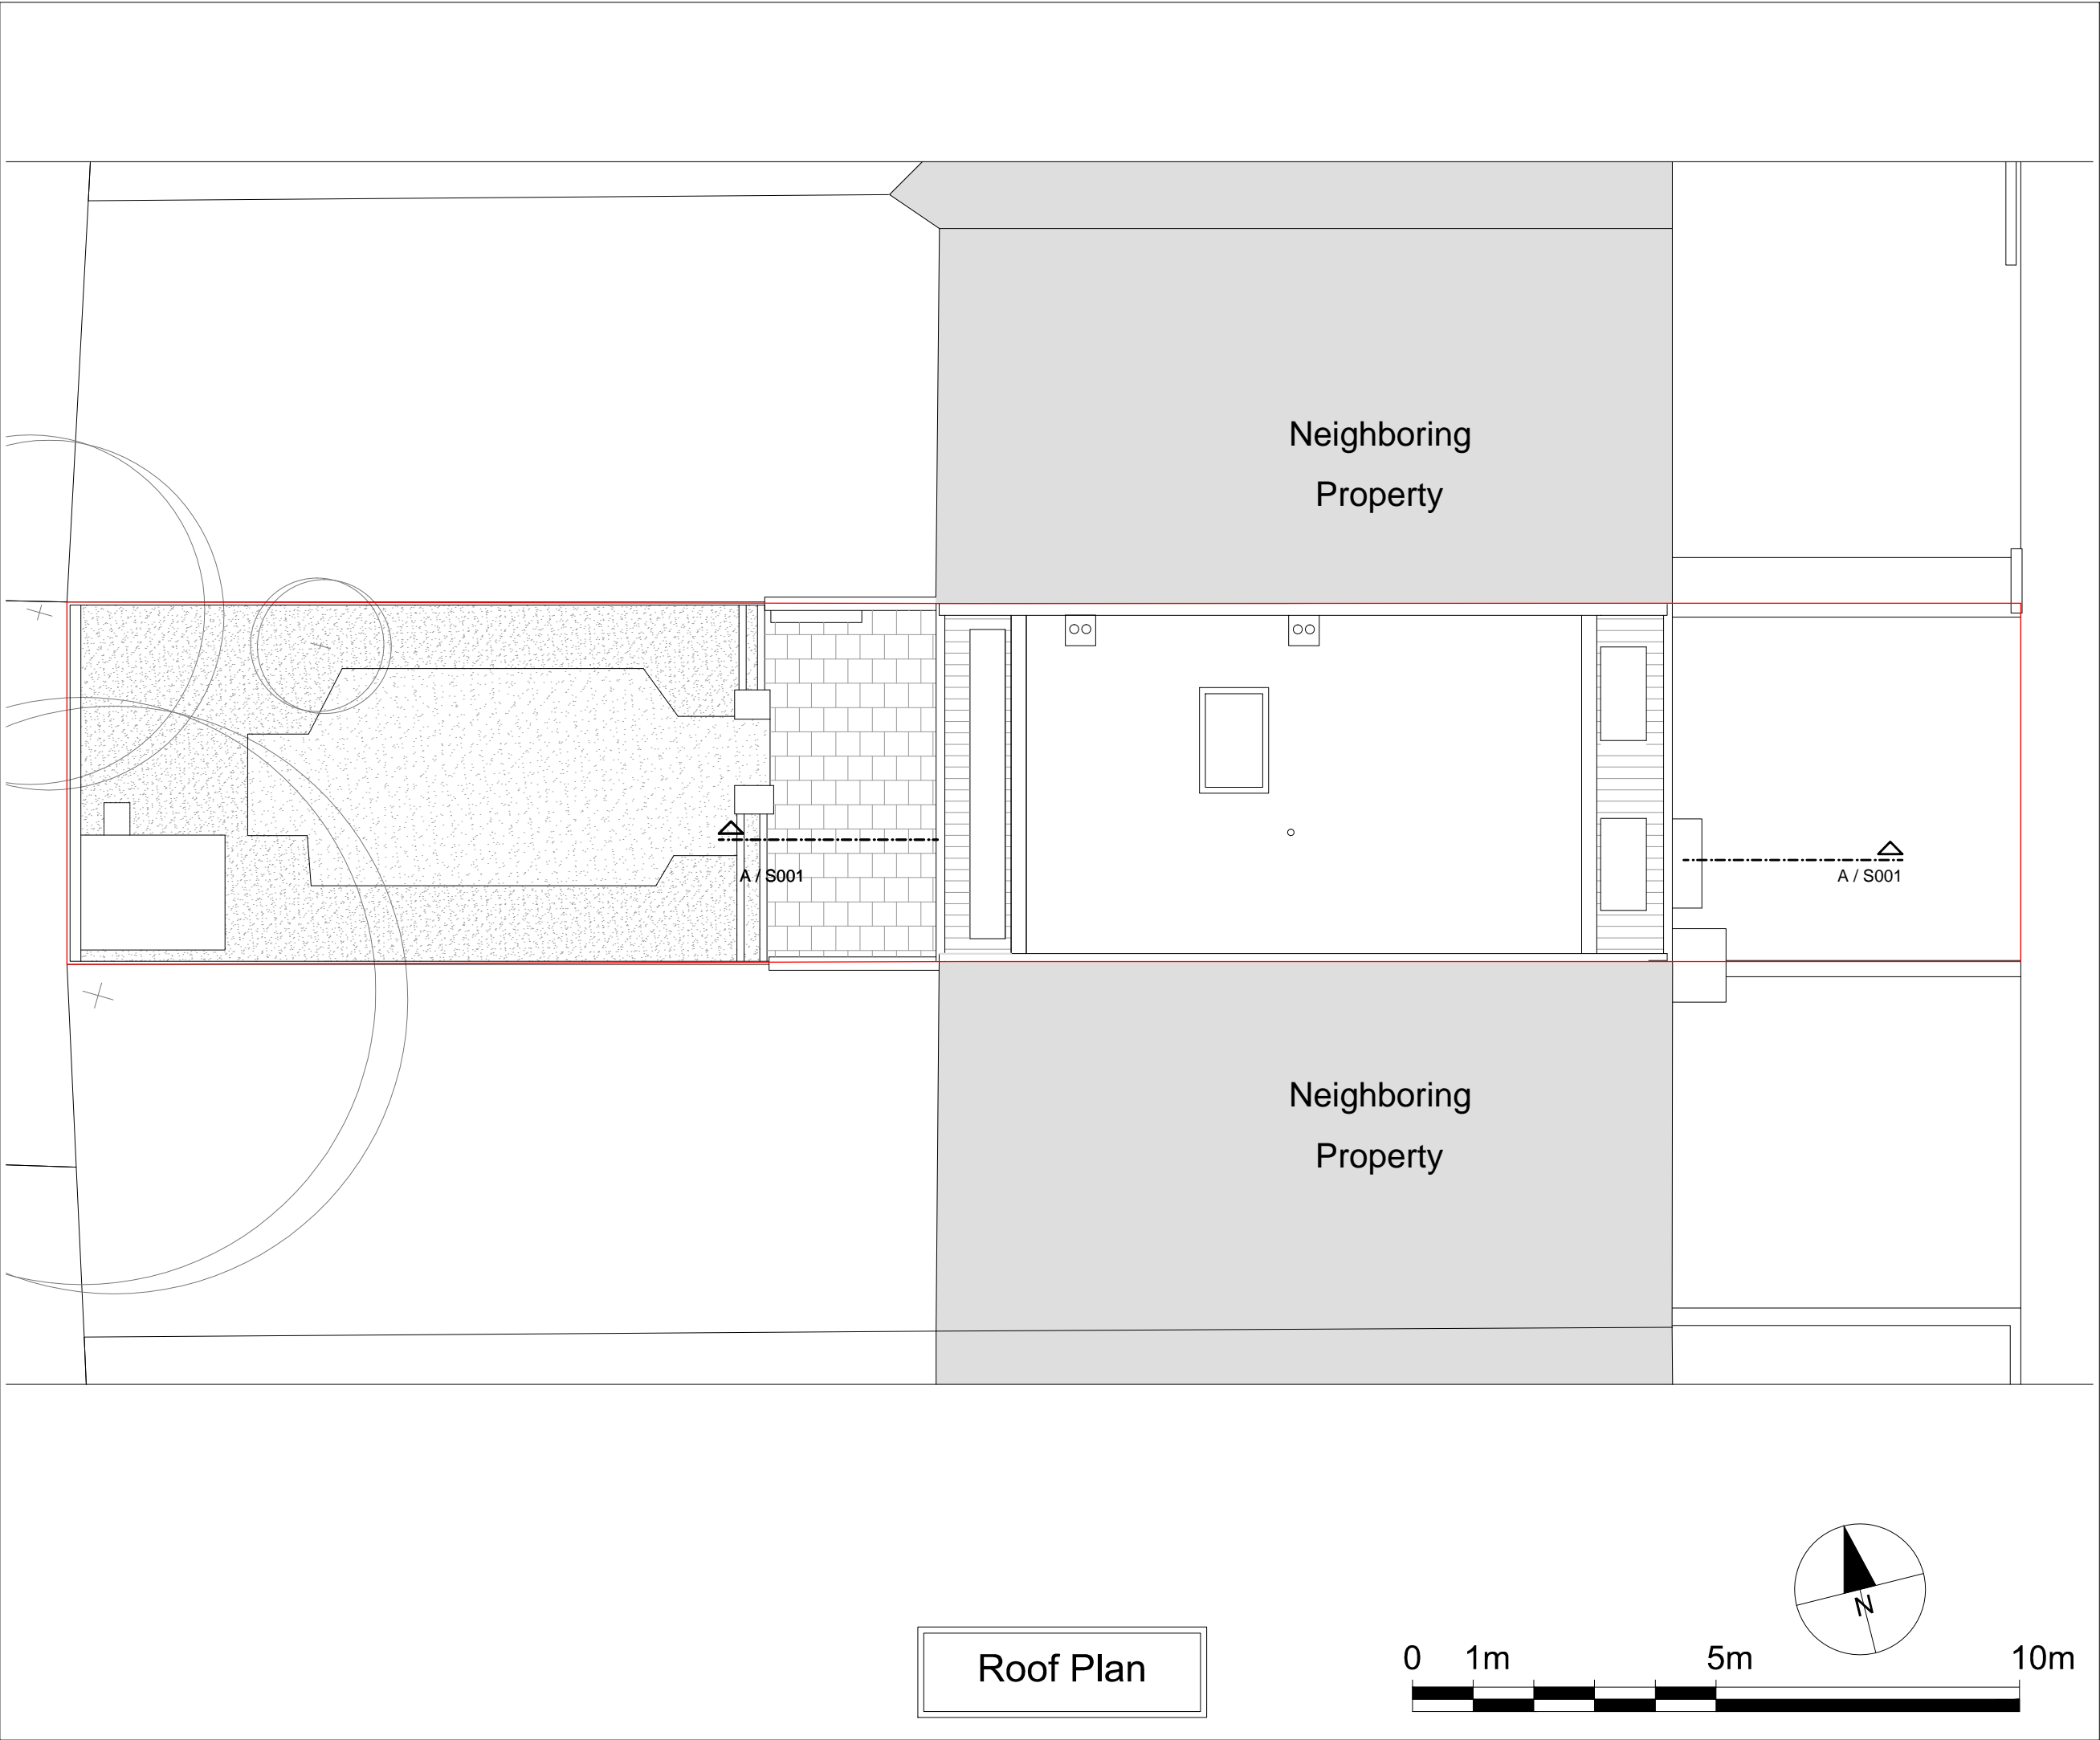 Neighboring
Property
A / S001
A / S001
Neighboring
Property
N
Roof Plan
0 1m 5m 10m